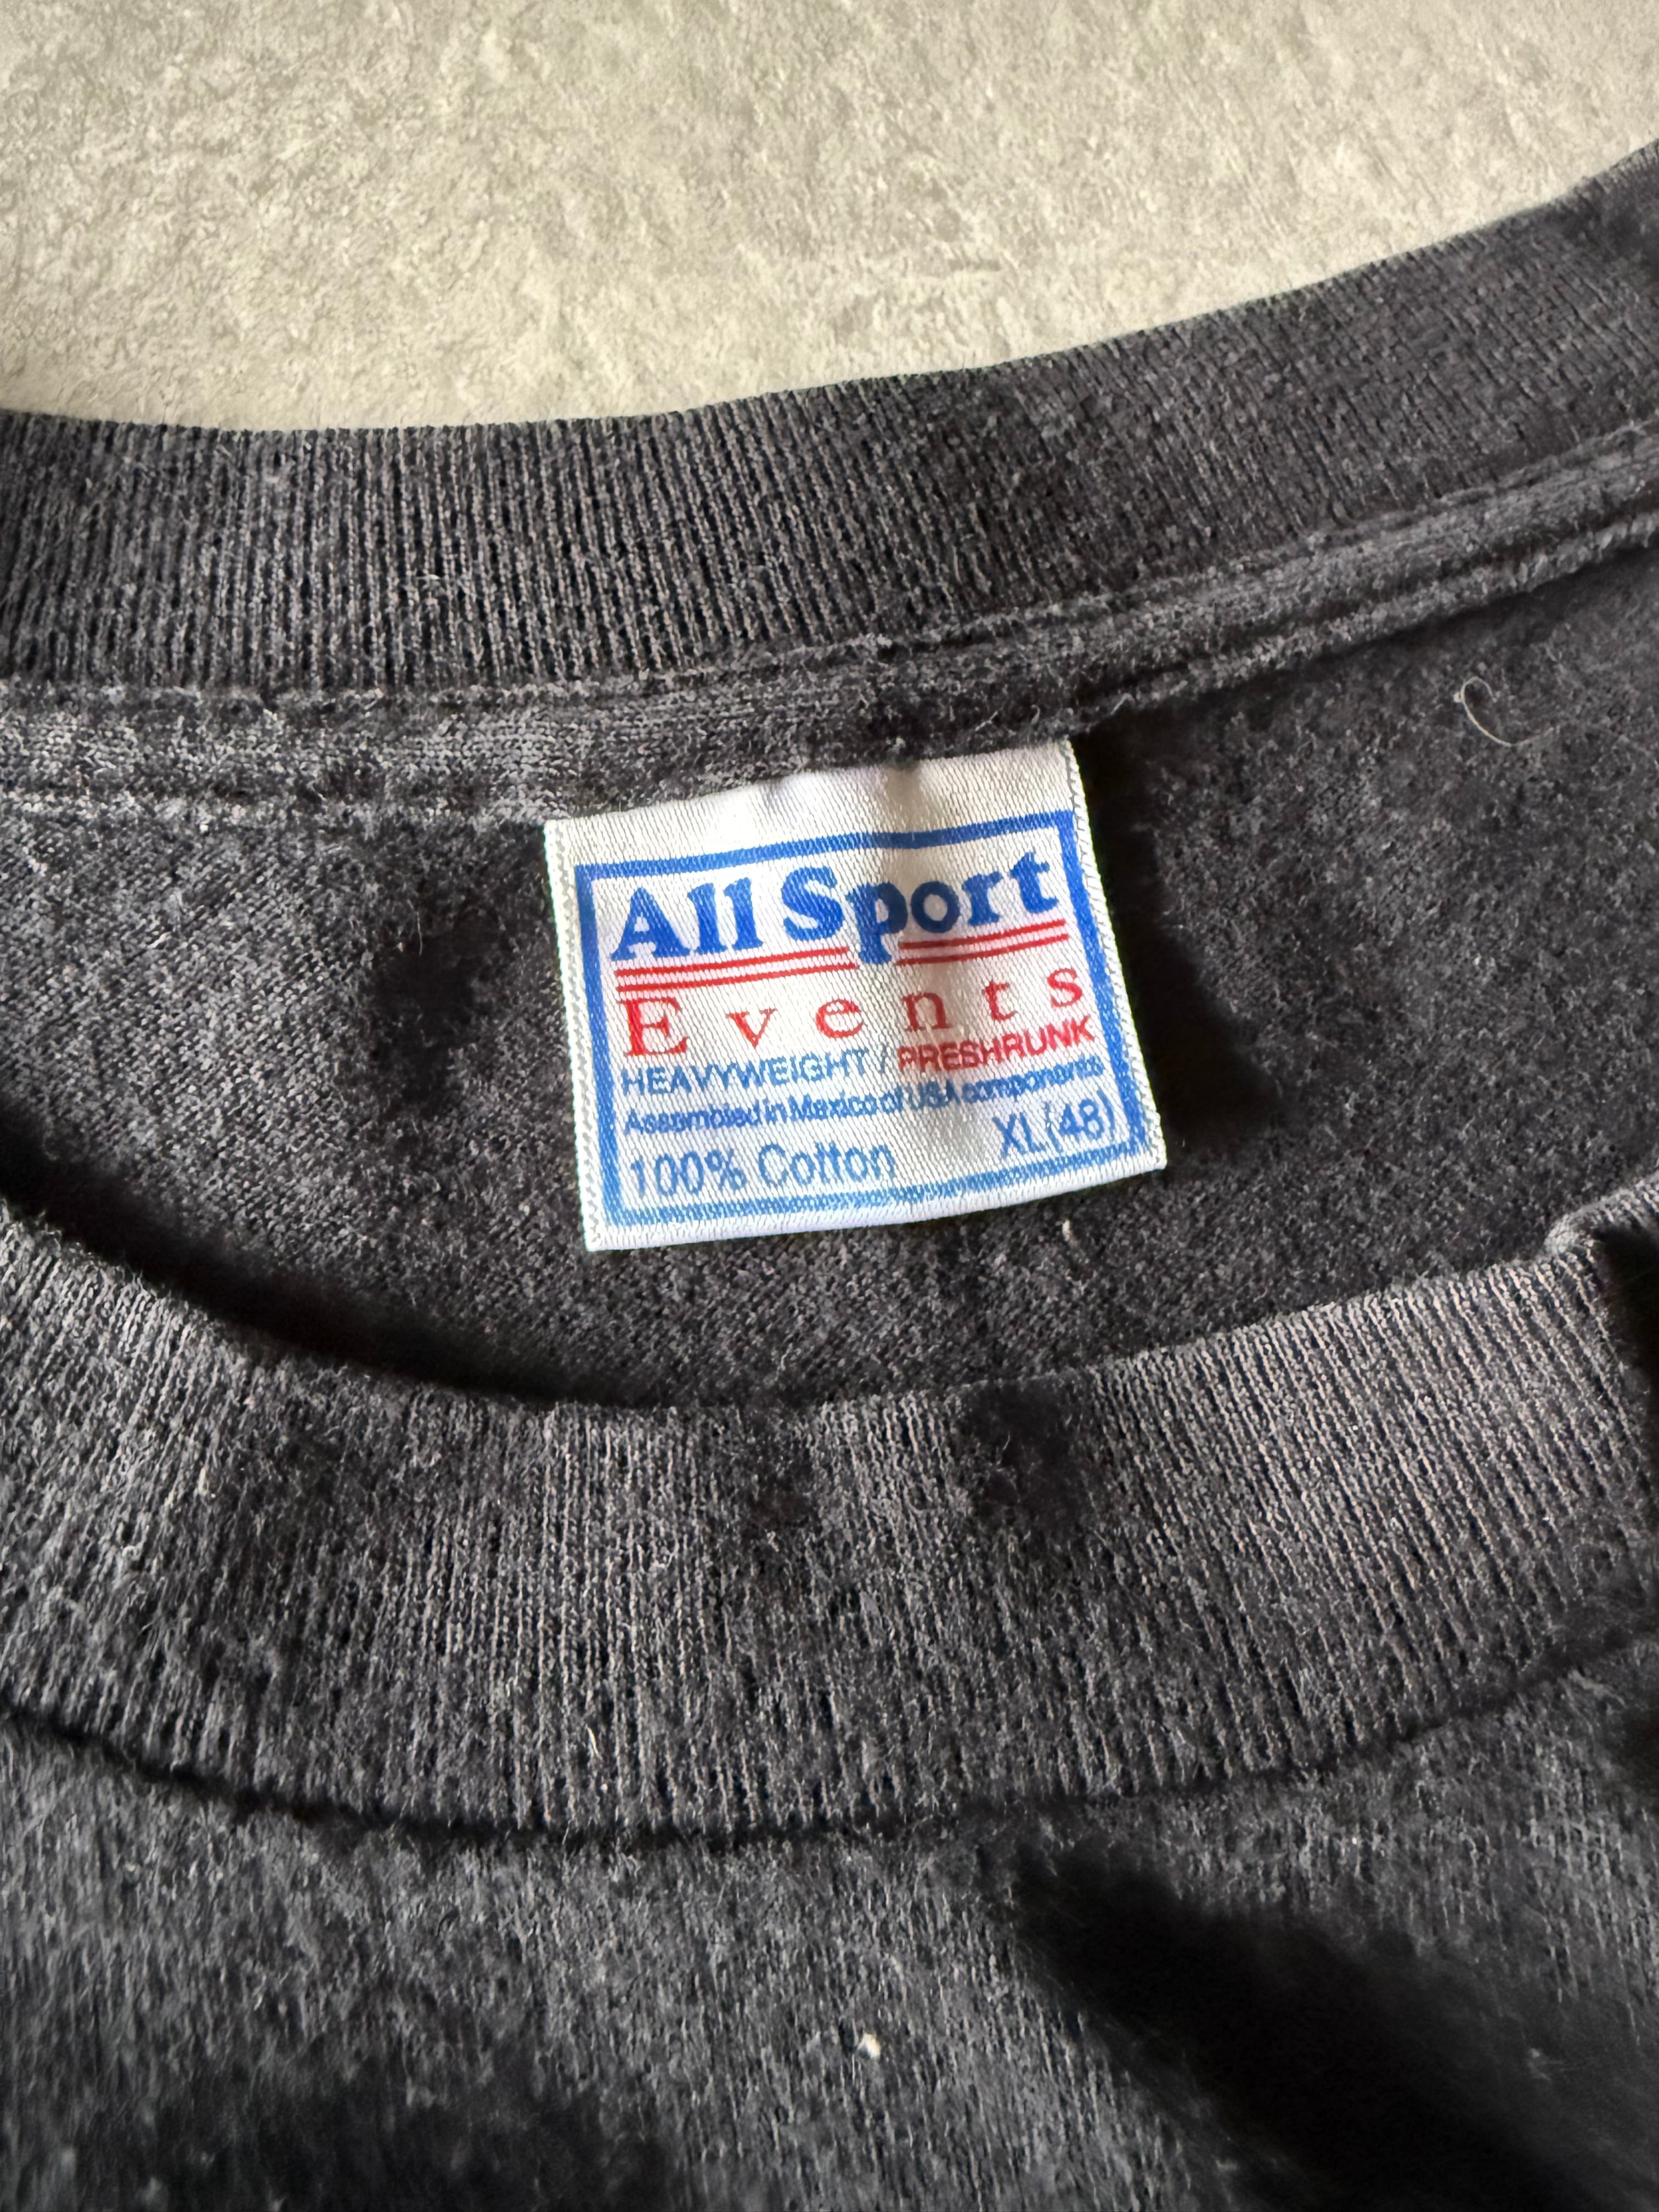 All Sport
Events
HEAVYWEIGHT / PRESHRUNK
Assembled in Mexico of USA components
100% Cotton XL(48)